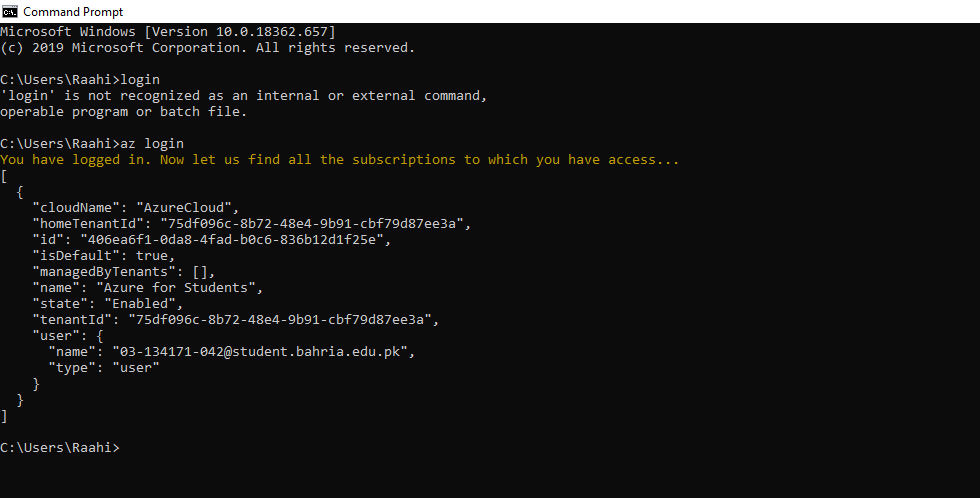 Command Prompt
Microsoft Windows [Version 10.0.18362.657]
(c) 2019 Microsoft Corporation. All rights reserved.
C:\Users\Raahi>login
'login' is not recognized as an internal or external command,
operable program or batch file.
C:\Users\Raahi>az login
You have logged in. Now let us find all the subscriptions to which you have access...
[
  {
    "cloudName": "AzureCloud",
    "homeTenantId": "75df096c-8b72-48e4-9b91-cbf79d87ee3a",
    "id": "406ea6f1-0da8-4fad-b0c6-836b12d1f25e",
    "isDefault": true,
    "managedByTenants": [],
    "name": "Azure for Students",
    "state": "Enabled",
    "tenantId": "75df096c-8b72-48e4-9b91-cbf79d87ee3a",
    "user": {
      "name": "03-134171-042@student.bahria.edu.pk",
      "type": "user"
    }
  }
]
C:\Users\Raahi>